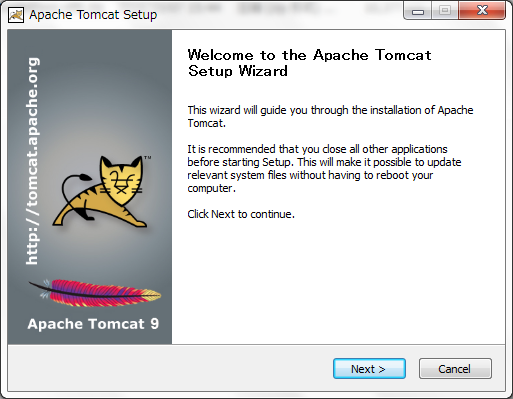 Apache Tomcat Setup
Welcome to the Apache Tomcat
Setup Wizard
This wizard will guide you through the installation of Apache
Tomcat.
It is recommended that you close all other applications
before starting Setup. This will make it possible to update
relevant system files without having to reboot your
computer.
Click Next to continue.
http://tomcat.apache.org
TM
Apache Tomcat 9
Next >
Cancel